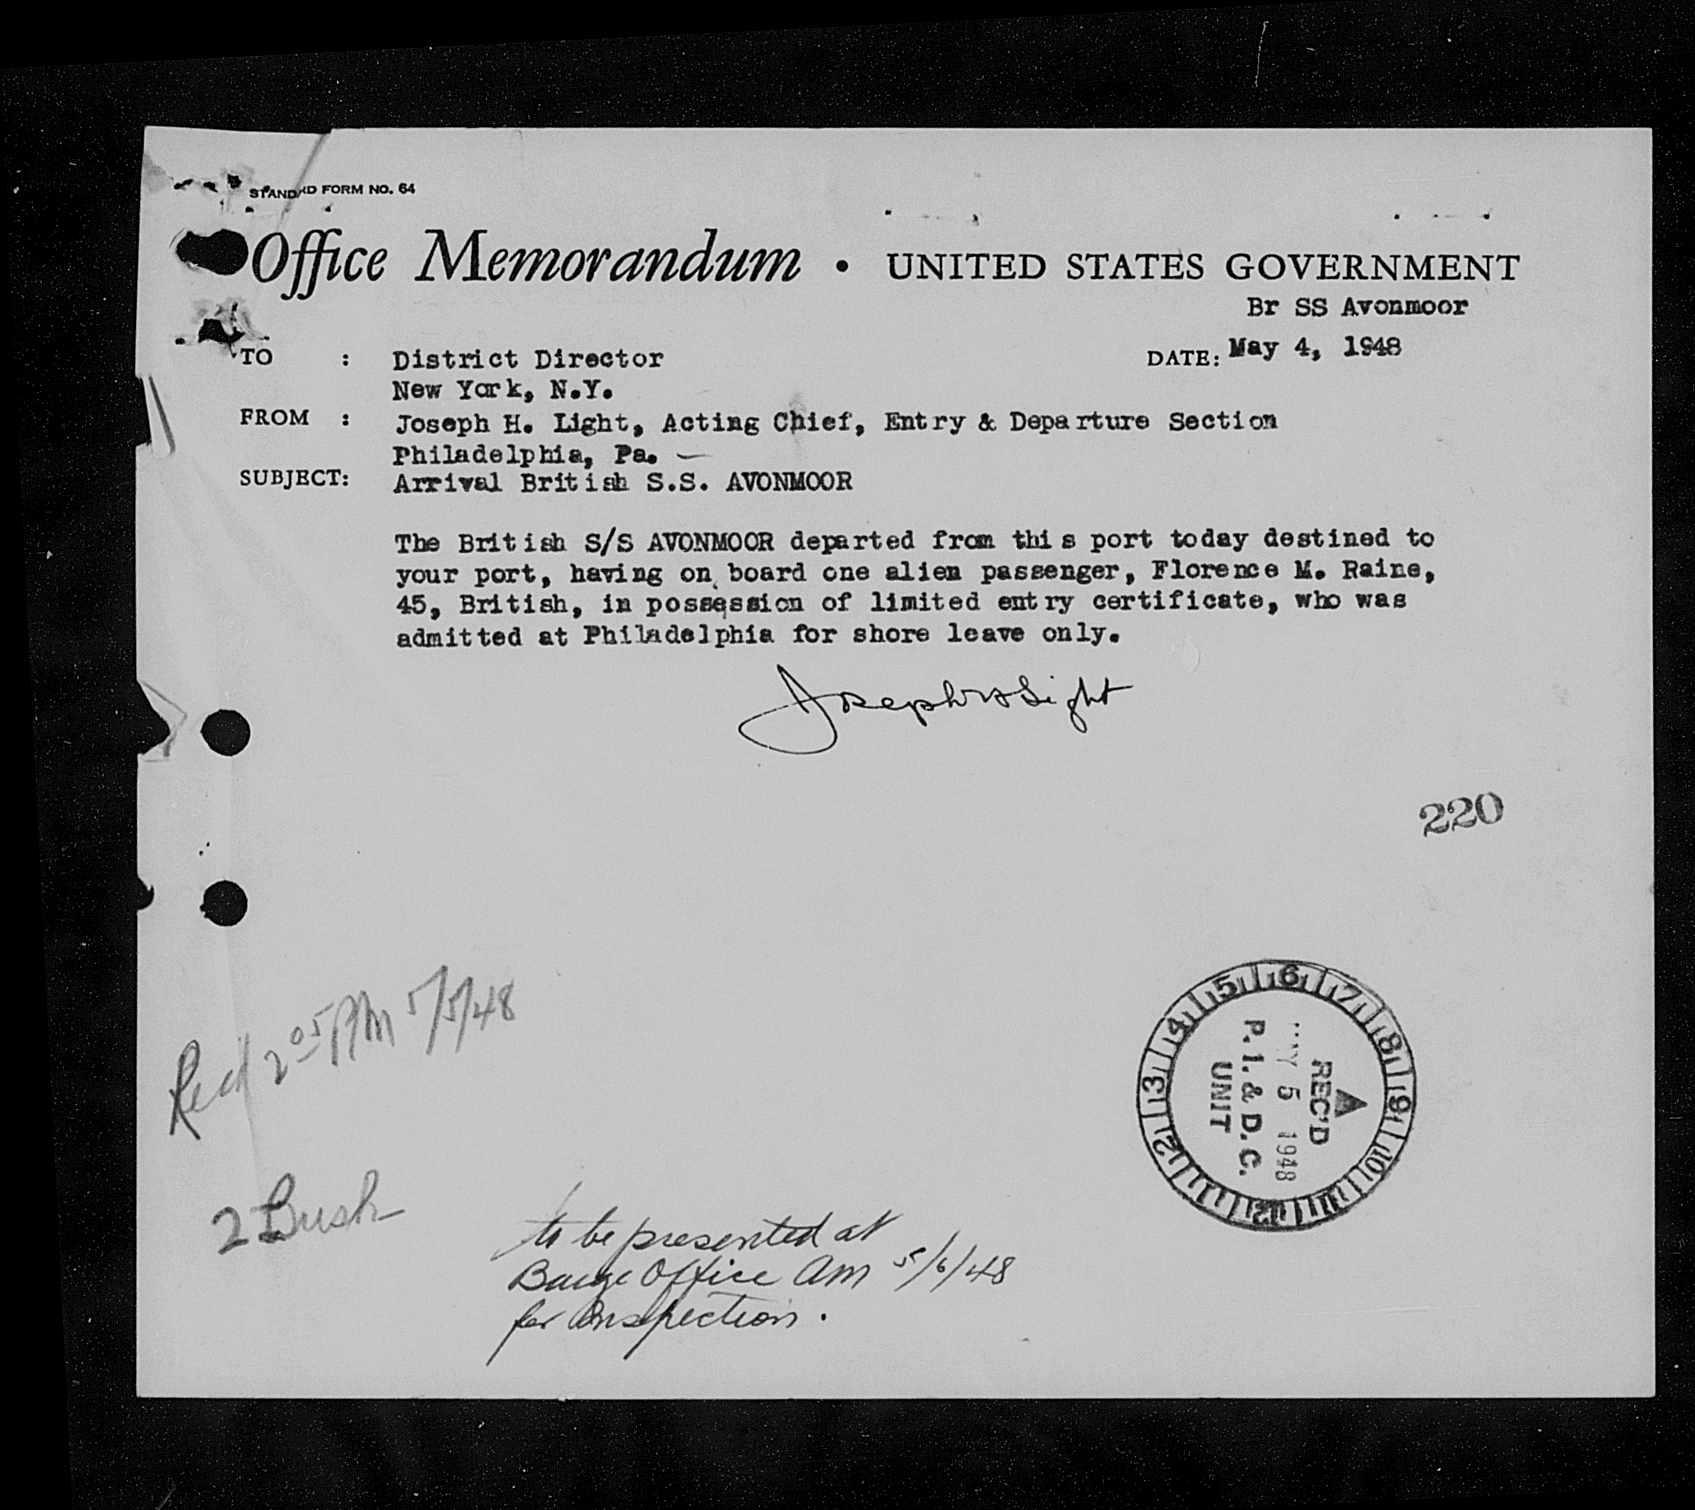 STANDARD FORM NO. 64
Office Memorandum • UNITED STATES GOVERNMENT
Br SS Avonmoor
TO : District Director
DATE: May 4, 1948
New York, N.Y.
FROM : Joseph H. Light, Acting Chief, Entry & Departure Section
Philadelphia, Pa. —
SUBJECT: Arrival British S.S. AVONMOOR
The British S/S AVONMOOR departed from this port today destined to
your port, having on board one alien passenger, Florence M. Raine,
45, British, in possession of limited entry certificate, who was
admitted at Philadelphia for shore leave only.
Joseph H Light
220
Recd 2 05 PM 5/5/48
2 Bush
to be presented at
Barge Office AM 5/6/48
for Inspection.
REC'D
MAY 5 1948
P. I. & D. C.
UNIT
5 6 7 8 9 10 11 12 1 2 3 4